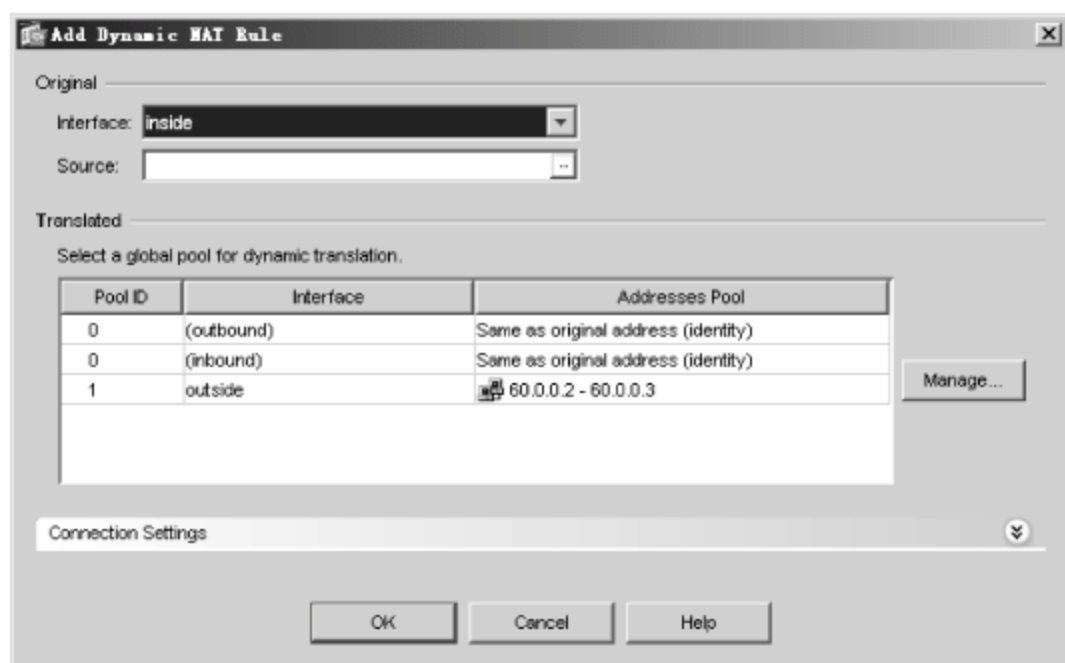 Add Dynamic NAT Rule
Original
Interface: inside
Source:
Translated
Select a global pool for dynamic translation.
Pool ID Interface Addresses Pool
0 (outbound) Same as original address (identity)
0 (inbound) Same as original address (identity)
1 outside 60.0.0.2 - 60.0.0.3
Manage...
Connection Settings
OK Cancel Help